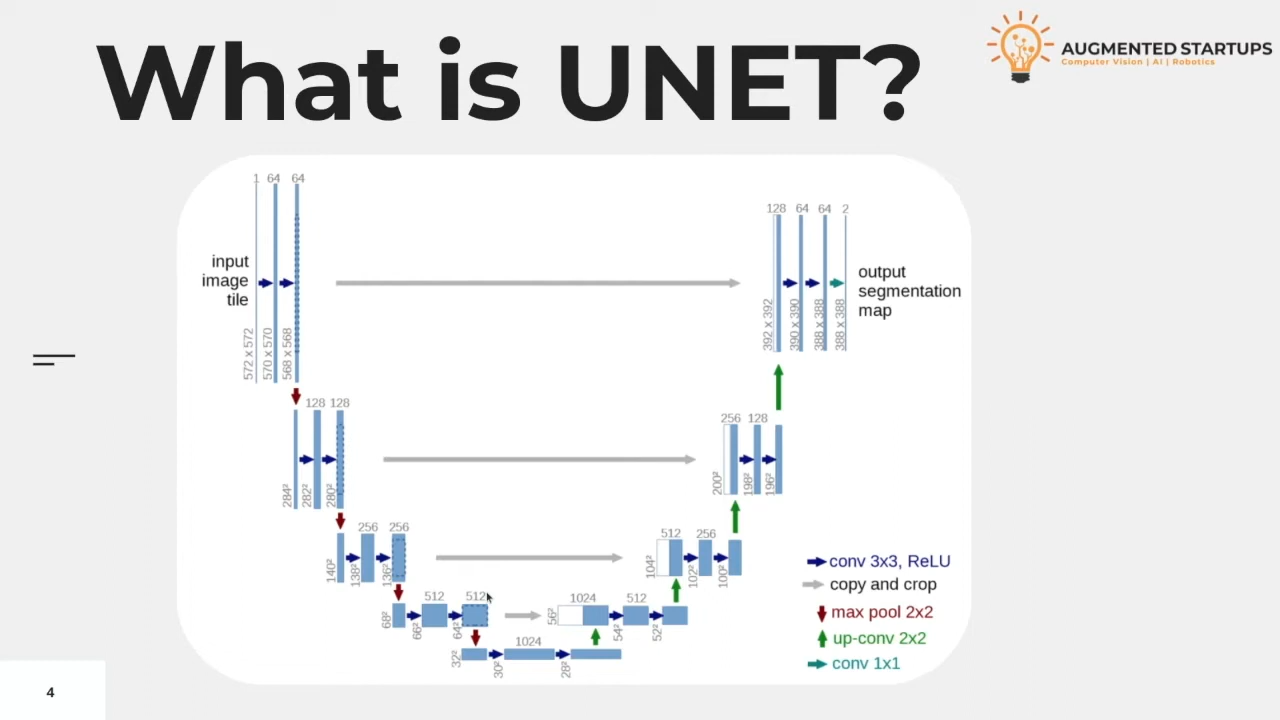 What is UNET?
AUGMENTED STARTUPS
Computer Vision | AI | Robotics
1 64 64
input
image
tile
572 x 572
570 x 570
568 x 568
128 64 64 2
output
segmentation
map
392 x 392
390 x 390
388 x 388
388 x 388
128 128
284²
282²
280²
256 128
200²
198²
196²
256 256
140²
138²
136²
512 256
104²
102²
100²
512 512
68²
66²
64²
1024 512
56²
54²
52²
1024
32²
30²
28²
conv 3x3, ReLU
copy and crop
max pool 2x2
up-conv 2x2
conv 1x1
4